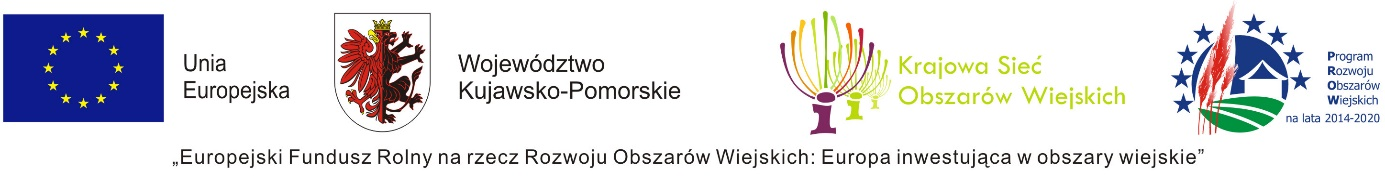 Unia
Europejska
Województwo
Kujawsko-Pomorskie
Krajowa Sieć
Obszarów Wiejskich
Program
Rozwoju
Obszarów
Wiejskich
na lata 2014-2020
PROW
„Europejski Fundusz Rolny na rzecz Rozwoju Obszarów Wiejskich: Europa inwestująca w obszary wiejskie”